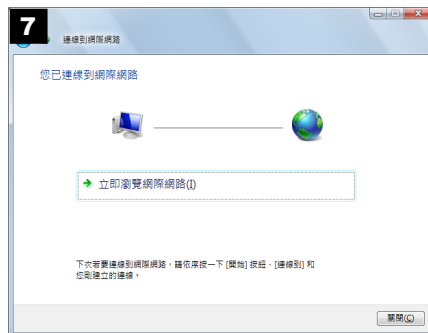 7
連線到網際網路
您已連線到網際網路
立即瀏覽網際網路(I)
下次若要連線到網際網路，請依序按一下 [開始] 按鈕、[連線到] 和
您剛建立的連線。
關閉(C)